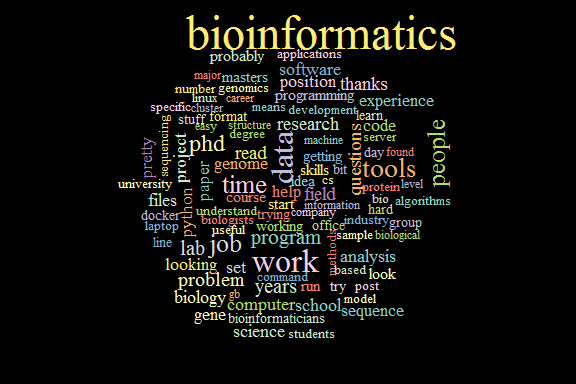 bioinformatics
probably
applications
software
major
masters
position
thanks
number
genomics
programming
linux
career
experience
specific
cluster
means
development
learn
stuff
format
research
code
easy
structure
degree
server
sequencing
pretty
project
phd
read
data
machine
questions
people
genome
getting
day
found
skills
bit
tools
paper
idea
cs
protein
level
university
time
help
field
course
bio
algorithms
files
python
start
information
understand
trying
company
hard
docker
biologists
industry
group
laptop
useful
working
office
line
lab
job
program
sample
biological
methods
analysis
looking
set
work
based
look
problem
command
years
run
try
post
biology
gb
model
computer
school
sequence
gene
bioinformaticians
science
students